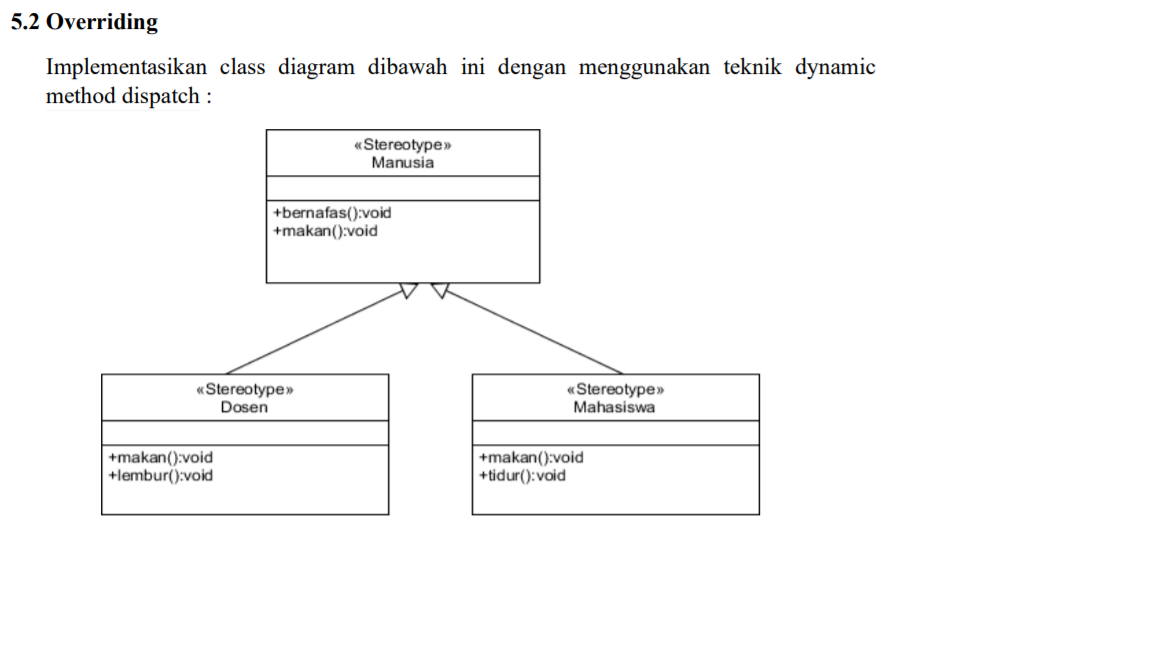 5.2 Overriding
Implementasikan class diagram dibawah ini dengan menggunakan teknik dynamic
method dispatch :
«Stereotype»
Manusia
+bernafas():void
+makan():void
«Stereotype»
Dosen
+makan():void
+lembur():void
«Stereotype»
Mahasiswa
+makan():void
+tidur():void